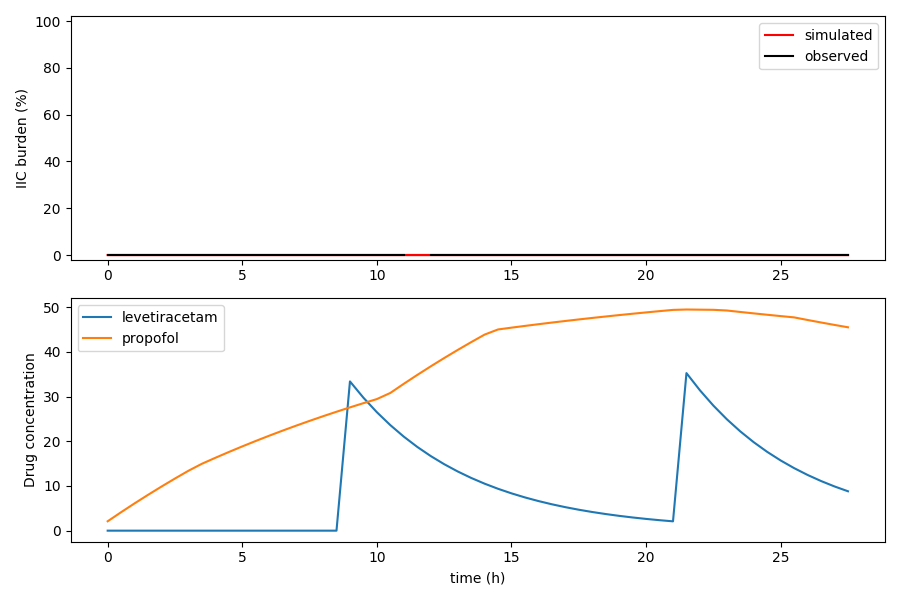 100
80
60
40
20
0
IIC burden (%)
simulated
observed
0 5 10 15 20 25
50
40
30
20
10
0
Drug concentration
levetiracetam
propofol
0 5 10 15 20 25
time (h)